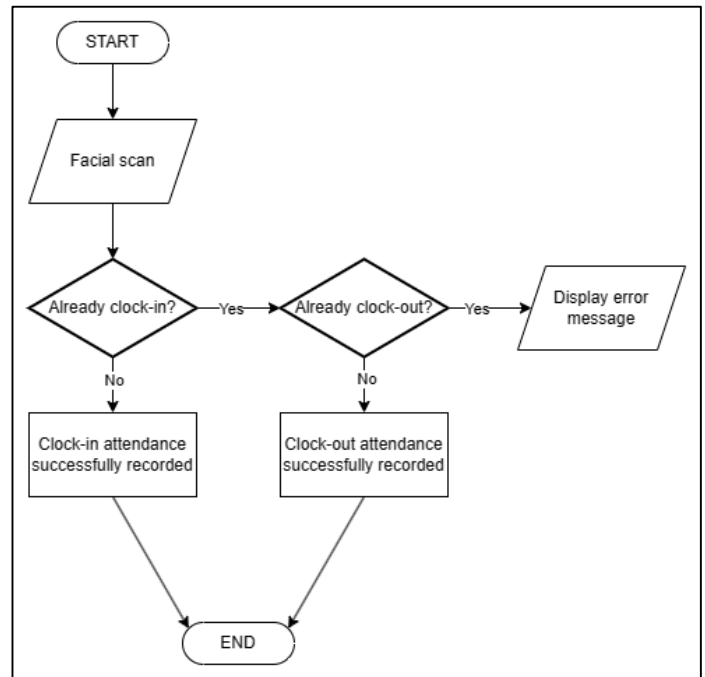 START
Facial scan
Already clock-in?
Yes
Already clock-out?
Yes
Display error
message
No
No
Clock-in attendance
successfully recorded
Clock-out attendance
successfully recorded
END